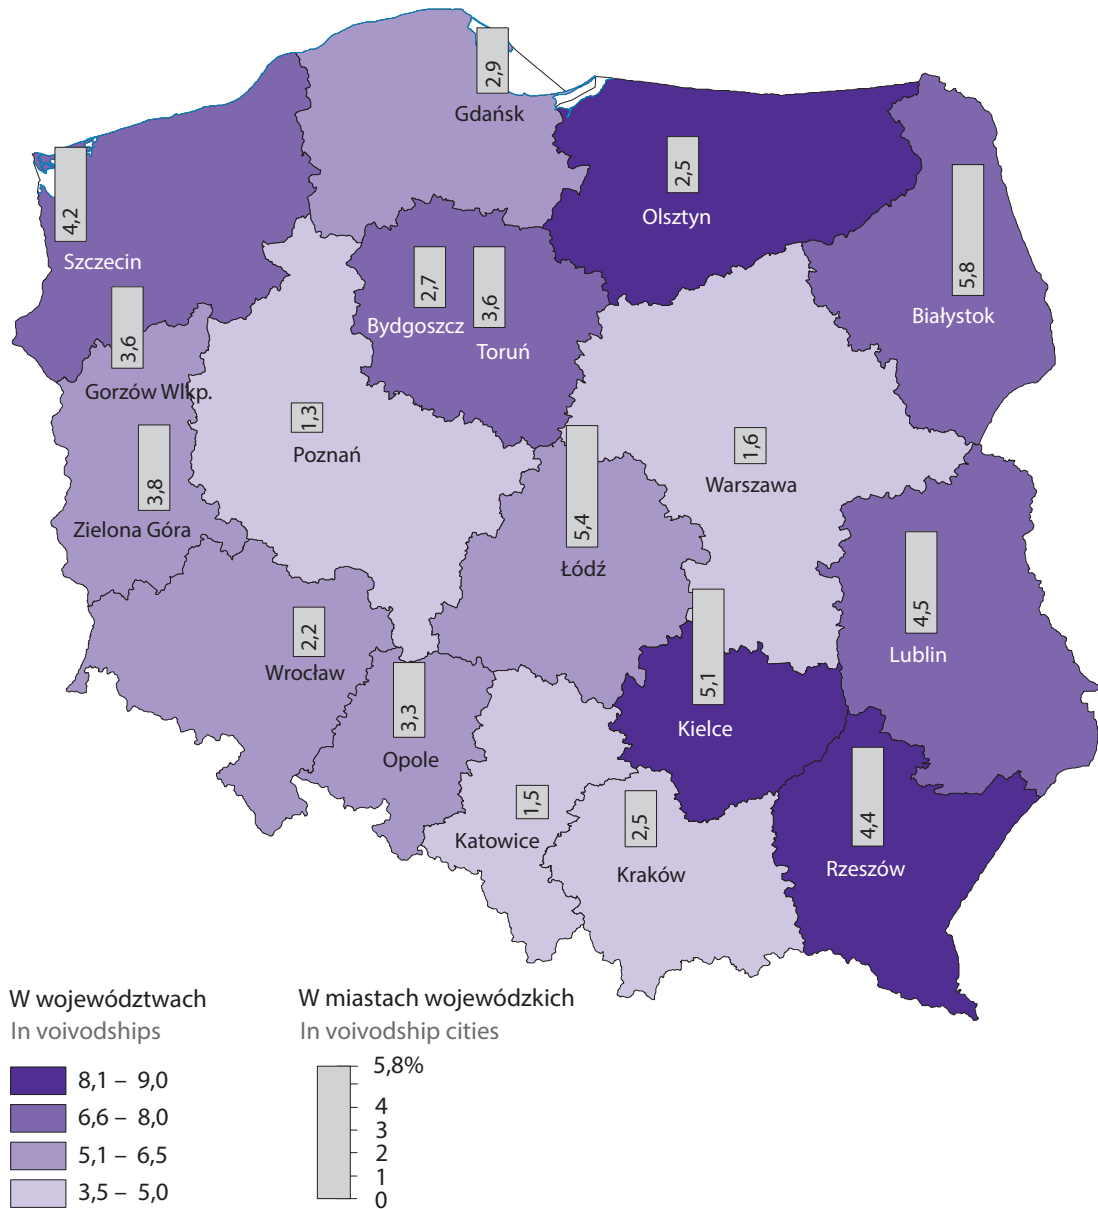 2,9
Gdańsk
2,5
Olsztyn
4,2
Szczecin
5,8
Białystok
2,7
Bydgoszcz
3,6
Toruń
3,6
Gorzów Wlkp.
1,3
Poznań
1,6
Warszawa
3,8
Zielona Góra
5,4
Łódź
4,5
Lublin
2,2
Wrocław
5,1
Kielce
3,3
Opole
1,5
Katowice
2,5
Kraków
4,4
Rzeszów
W województwach
In voivodships
8,1 – 9,0
6,6 – 8,0
5,1 – 6,5
3,5 – 5,0
W miastach wojewódzkich
In voivodship cities
5,8%
4
3
2
1
0